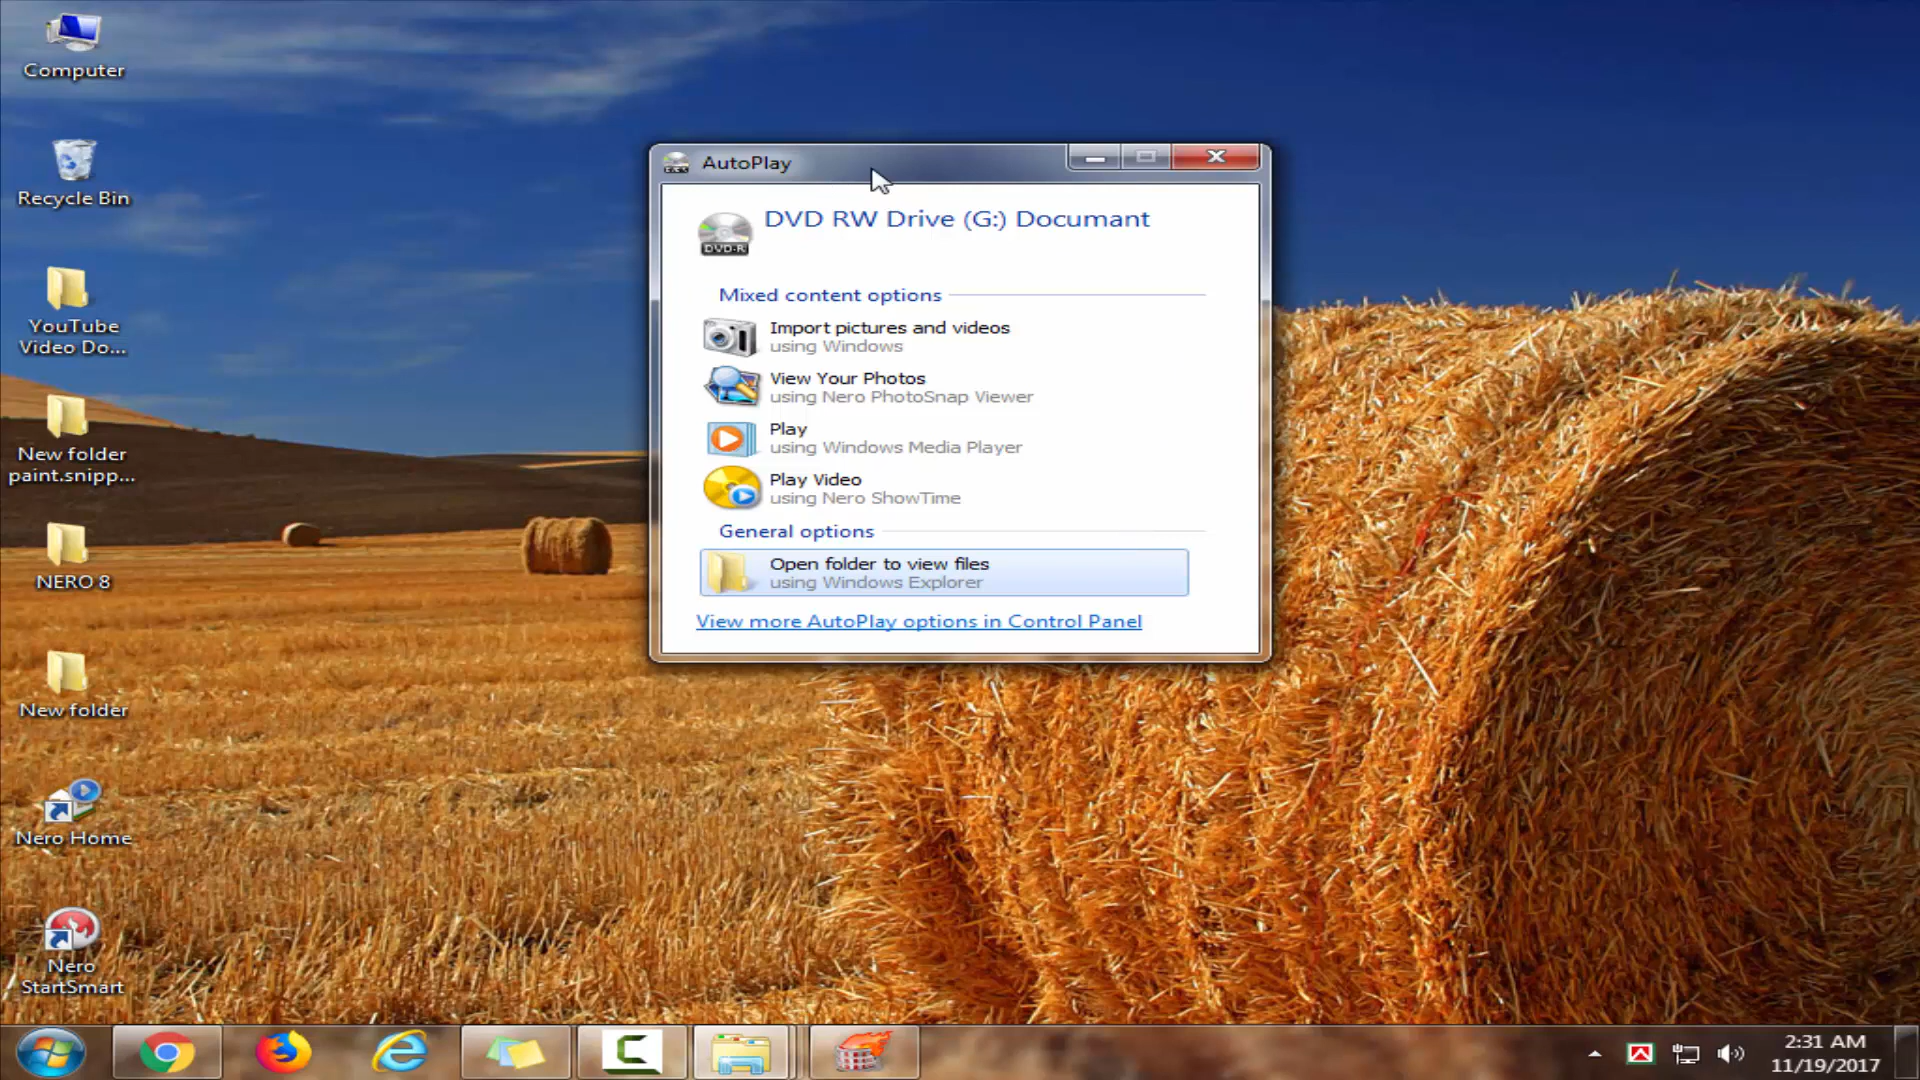 Computer
Recycle Bin
YouTube
Video Do...
New folder
paint.snipp...
NERO 8
New folder
Nero Home
Nero
StartSmart
AutoPlay
DVD RW Drive (G:) Documant
DVD-R
Mixed content options
Import pictures and videos
using Windows
View Your Photos
using Nero PhotoSnap Viewer
Play
using Windows Media Player
Play Video
using Nero ShowTime
General options
Open folder to view files
using Windows Explorer
View more AutoPlay options in Control Panel
2:31 AM
11/19/2017